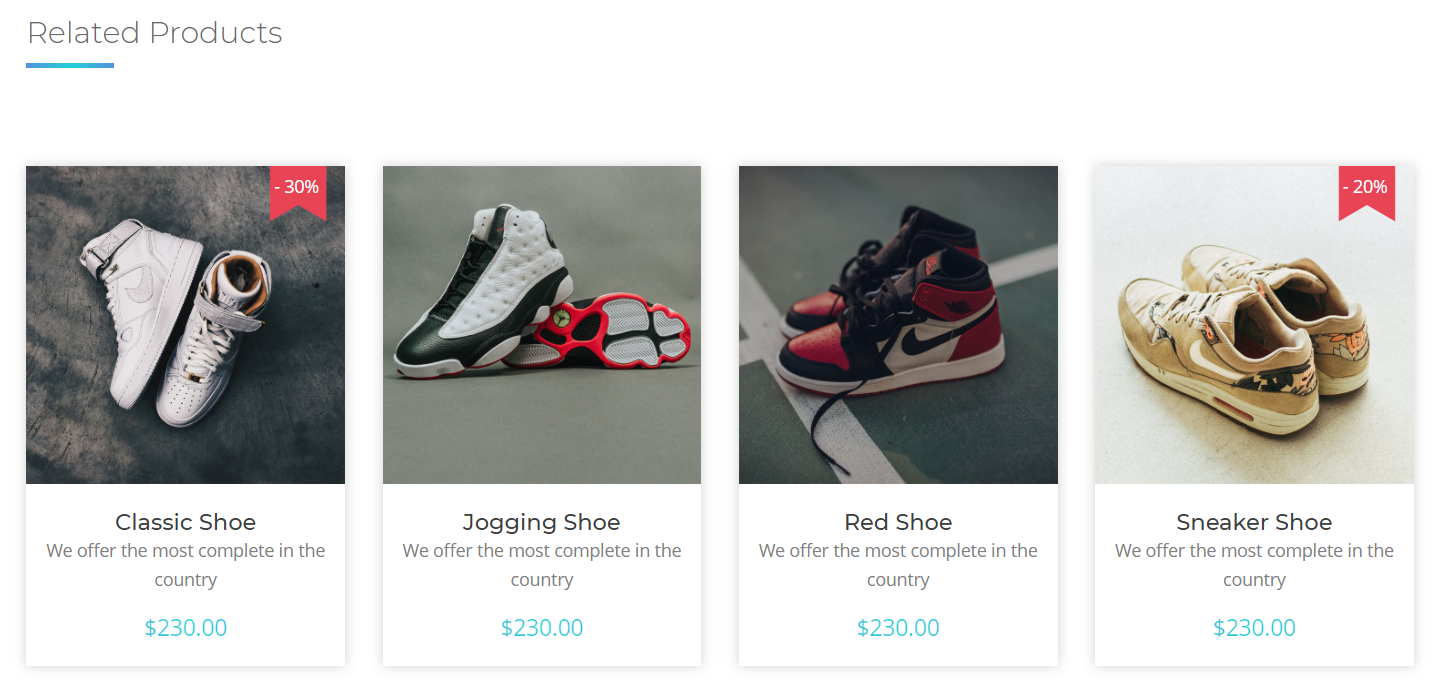 Related Products
- 30%
- 20%
Classic Shoe
We offer the most complete in the
country
$230.00
Jogging Shoe
We offer the most complete in the
country
$230.00
Red Shoe
We offer the most complete in the
country
$230.00
Sneaker Shoe
We offer the most complete in the
country
$230.00